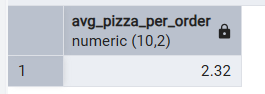 avg_pizza_per_order
numeric (10,2)
1 2.32